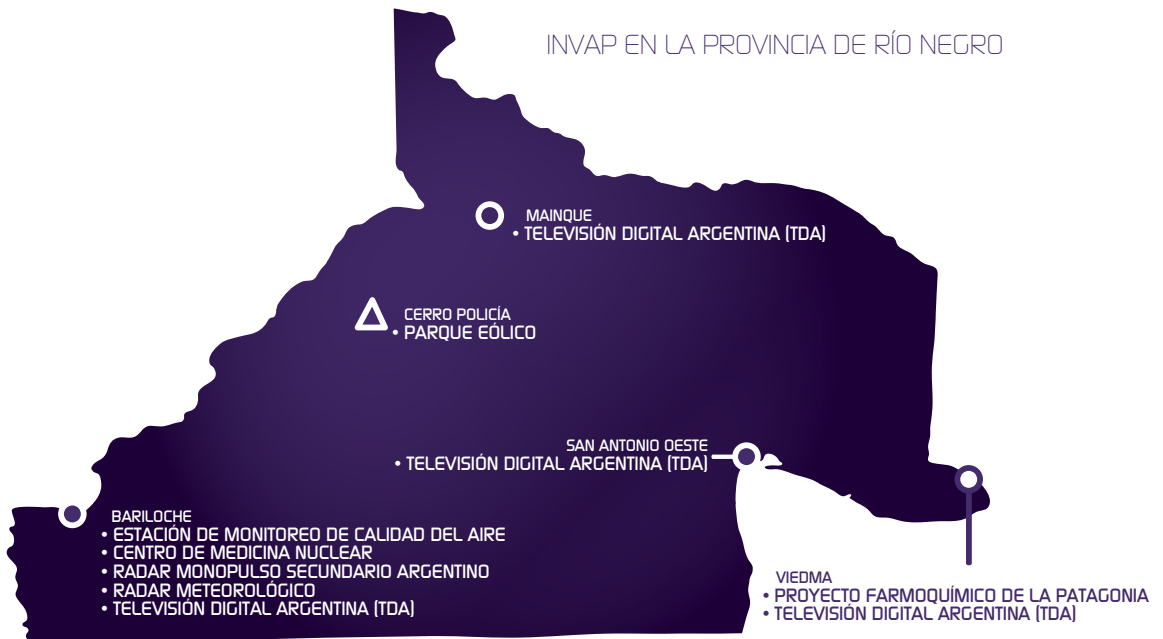 INVAP EN LA PROVINCIA DE RÍO NEGRO
MAINQUE
• TELEVISIÓN DIGITAL ARGENTINA (TDA)
CERRO POLICÍA
• PARQUE EÓLICO
SAN ANTONIO OESTE
• TELEVISIÓN DIGITAL ARGENTINA (TDA)
BARILOCHE
• ESTACIÓN DE MONITOREO DE CALIDAD DEL AIRE
• CENTRO DE MEDICINA NUCLEAR
• RADAR MONOPULSO SECUNDARIO ARGENTINO
• RADAR METEOROLÓGICO
• TELEVISIÓN DIGITAL ARGENTINA (TDA)
VIEDMA
• PROYECTO FARMOQUÍMICO DE LA PATAGONIA
• TELEVISIÓN DIGITAL ARGENTINA (TDA)